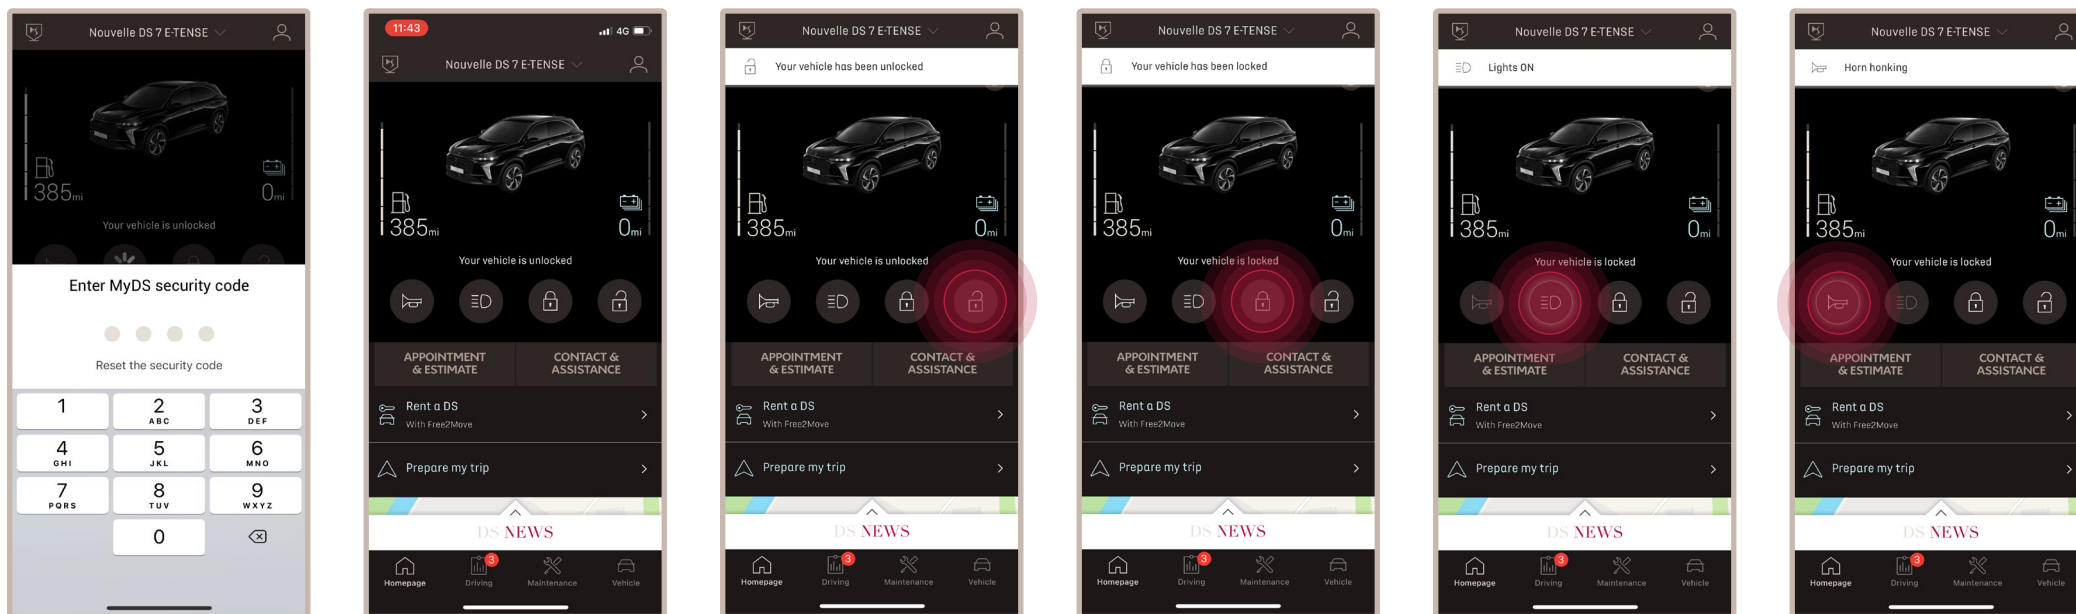 Nouvelle DS 7 E-TENSE
385mi
0mi
Your vehicle is unlocked
Enter MyDS security code
Reset the security code
1
2
ABC
3
DEF
4
GHI
5
JKL
6
MNO
7
PQRS
8
TUV
9
WXYZ
0
11:43
4G
Nouvelle DS 7 E-TENSE
385mi
0mi
Your vehicle is unlocked
APPOINTMENT
& ESTIMATE
CONTACT &
ASSISTANCE
Rent a DS
With Free2Move
Prepare my trip
DS NEWS
3
Homepage
Driving
Maintenance
Vehicle
Nouvelle DS 7 E-TENSE
Your vehicle has been unlocked
385mi
0mi
Your vehicle is unlocked
APPOINTMENT
& ESTIMATE
CONTACT &
ASSISTANCE
Rent a DS
With Free2Move
Prepare my trip
DS NEWS
3
Homepage
Driving
Maintenance
Vehicle
Nouvelle DS 7 E-TENSE
Your vehicle has been locked
385mi
0mi
Your vehicle is locked
APPOINTMENT
& ESTIMATE
CONTACT &
ASSISTANCE
Rent a DS
With Free2Move
Prepare my trip
DS NEWS
3
Homepage
Driving
Maintenance
Vehicle
Nouvelle DS 7 E-TENSE
Lights ON
385mi
0mi
Your vehicle is locked
APPOINTMENT
& ESTIMATE
CONTACT &
ASSISTANCE
Rent a DS
With Free2Move
Prepare my trip
DS NEWS
3
Homepage
Driving
Maintenance
Vehicle
Nouvelle DS 7 E-TENSE
Horn honking
385mi
0mi
Your vehicle is locked
APPOINTMENT
& ESTIMATE
CONTACT &
ASSISTANCE
Rent a DS
With Free2Move
Prepare my trip
DS NEWS
3
Homepage
Driving
Maintenance
Vehicle